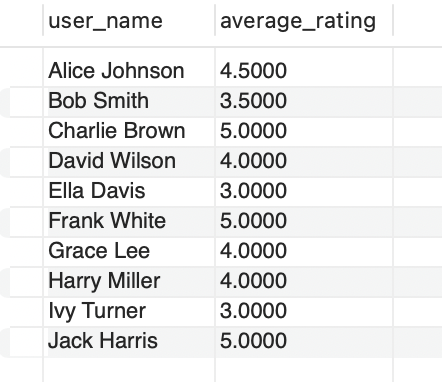 user_name average_rating
Alice Johnson 4.5000
Bob Smith 3.5000
Charlie Brown 5.0000
David Wilson 4.0000
Ella Davis 3.0000
Frank White 5.0000
Grace Lee 4.0000
Harry Miller 4.0000
Ivy Turner 3.0000
Jack Harris 5.0000